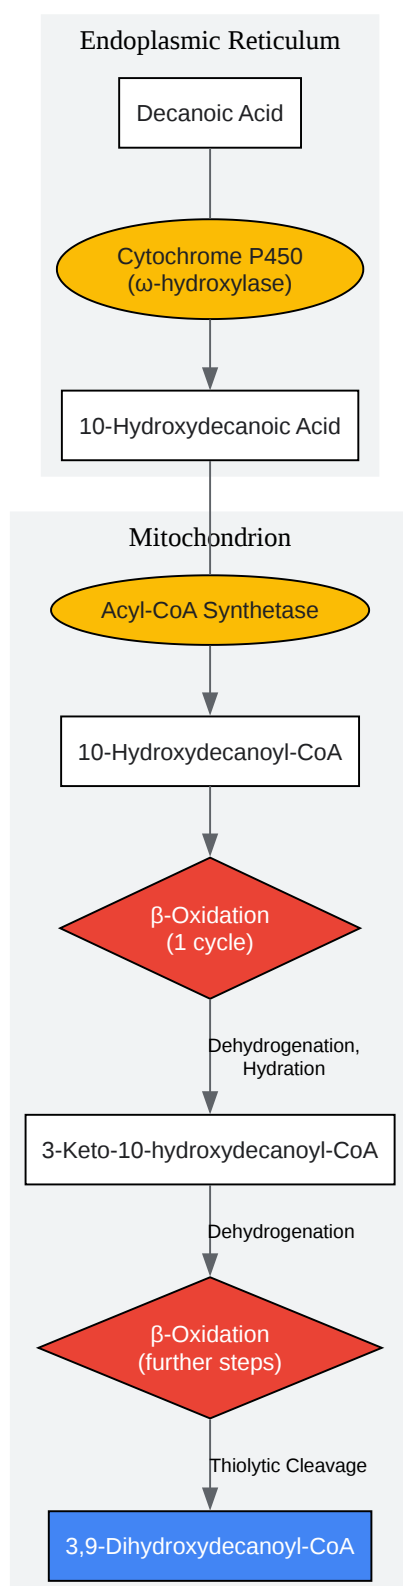 Endoplasmic Reticulum
Decanoic Acid
Cytochrome P450
(ω-hydroxylase)
10-Hydroxydecanoic Acid
Mitochondrion
Acyl-CoA Synthetase
10-Hydroxydecanoyl-CoA
β-Oxidation
(1 cycle)
Dehydrogenation,
Hydration
3-Keto-10-hydroxydecanoyl-CoA
Dehydrogenation
β-Oxidation
(further steps)
Thiolytic Cleavage
3,9-Dihydroxydecanoyl-CoA